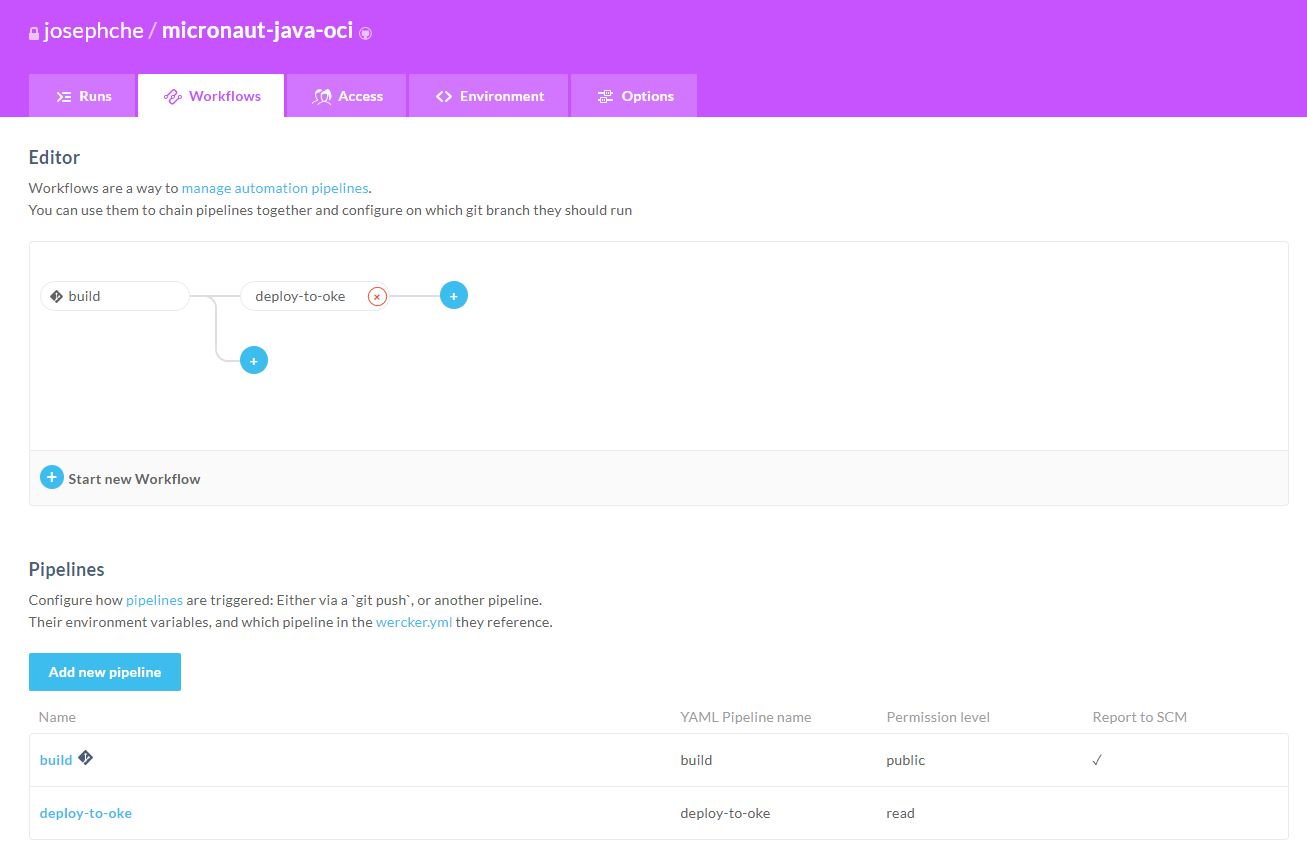 josephche / micronaut-java-oci
Runs
Workflows
Access
Environment
Options
Editor
Workflows are a way to manage automation pipelines.
You can use them to chain pipelines together and configure on which git branch they should run
build
deploy-to-oke
Start new Workflow
Pipelines
Configure how pipelines are triggered: Either via a `git push`, or another pipeline.
Their environment variables, and which pipeline in the wercker.yml they reference.
Add new pipeline
Name YAML Pipeline name Permission level Report to SCM
build build public ✓
deploy-to-oke deploy-to-oke read